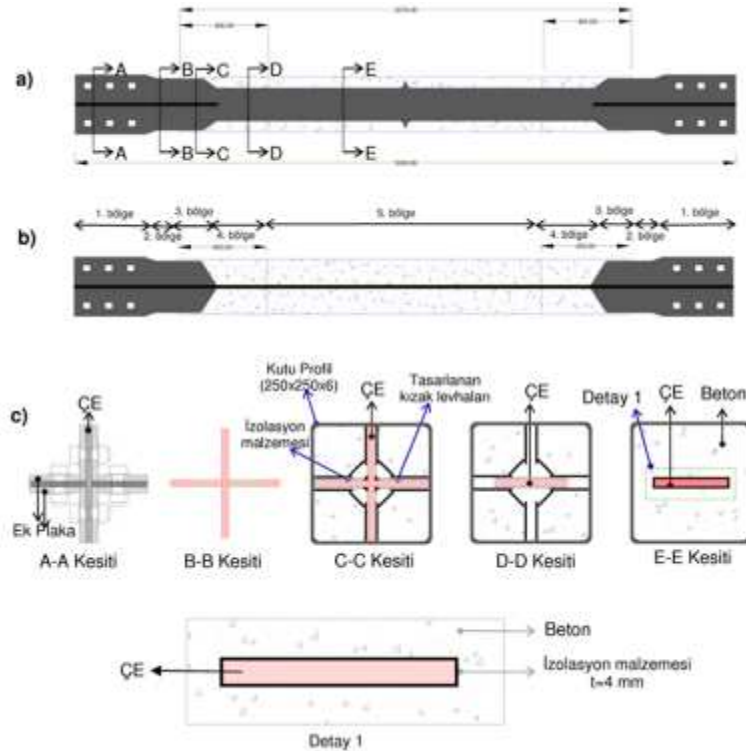 a)
A B C D E
A B C D E
1. bölge 3. bölge 5. bölge 3. bölge 1. bölge
2. bölge 4. bölge 4. bölge 2. bölge
b)
c)
ÇE
Ek Plaka
A-A Kesiti
B-B Kesiti
Kutu Profil
(250x250x6)
ÇE
Tasarlanan
kızak levhaları
İzolasyon
malzemesi
C-C Kesiti
ÇE
D-D Kesiti
Detay 1
ÇE
Beton
E-E Kesiti
Beton
ÇE
İzolasyon malzemesi
t=4 mm
Detay 1